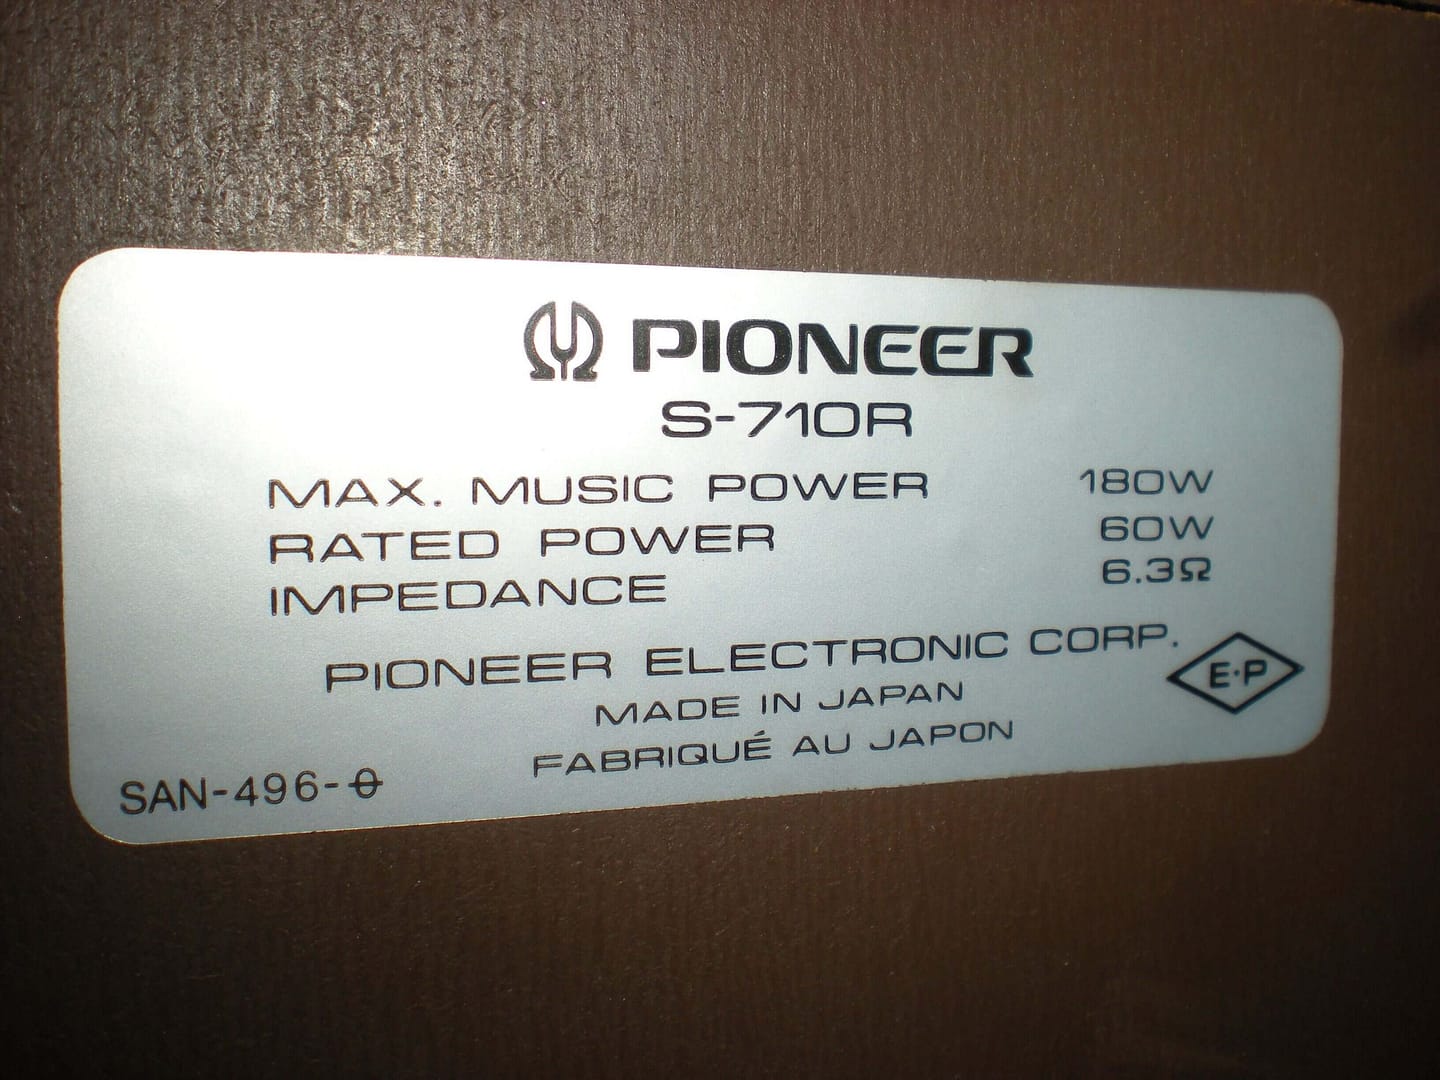 PIONEER
S-710R
MAX. MUSIC POWER 180W
RATED POWER 60W
IMPEDANCE 6.3Ω
PIONEER ELECTRONIC CORP.
E·P
MADE IN JAPAN
FABRIQUÉ AU JAPON
SAN-496-0